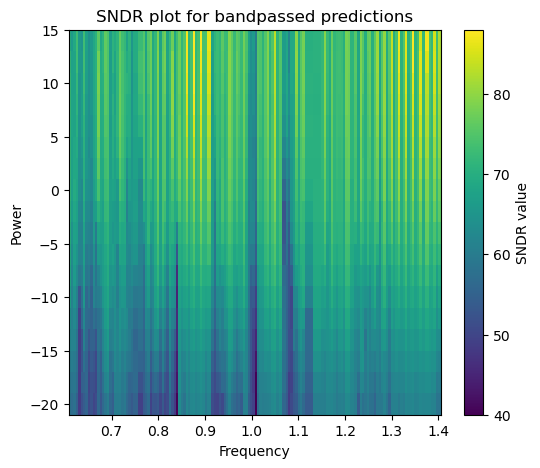 SNDR plot for bandpassed predictions
15
10
5
0
−5
−10
−15
−20
Power
0.7 0.8 0.9 1.0 1.1 1.2 1.3 1.4
Frequency
80
70
60
50
40
SNDR value